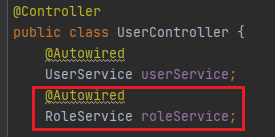 @Controller
public class UserController {
@Autowired
UserService userService;
@Autowired
RoleService roleService;